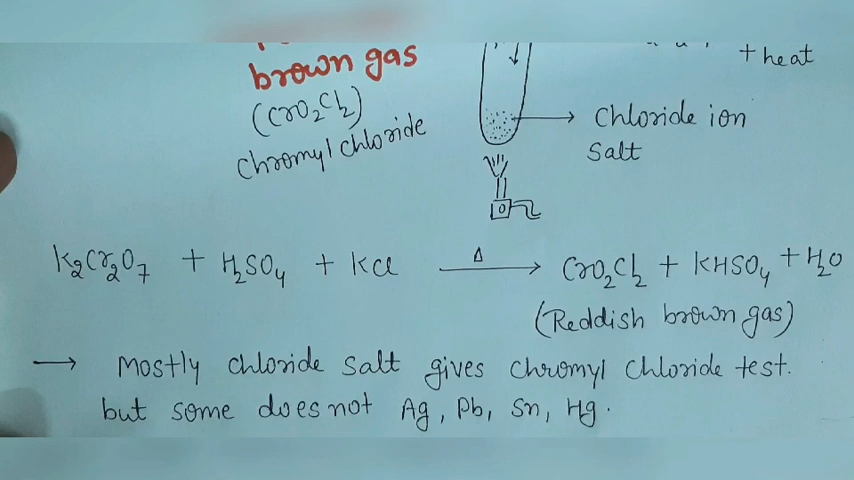 brown gas
(CrO2Cl2)
Chromyl chloride
+ heat
Chloride ion
Salt
K2Cr2O7 + H2SO4 + KCl —Δ→ CrO2Cl2 + KHSO4 + H2O
(Reddish brown gas)
→ Mostly chloride salt gives chromyl chloride test.
but some does not Ag, Pb, Sn, Hg.